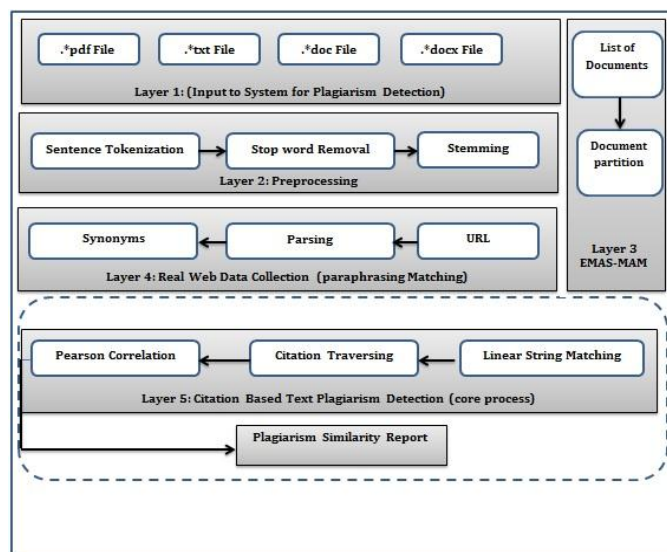 .*pdf File
.*txt File
.*doc File
.*docx File
Layer 1: (Input to System for Plagiarism Detection)
List of
Documents
Document
partition
Layer 3
EMAS-MAM
Sentence Tokenization
Stop word Removal
Stemming
Layer 2: Preprocessing
Synonyms
Parsing
URL
Layer 4: Real Web Data Collection (paraphrasing Matching)
Pearson Correlation
Citation Traversing
Linear String Matching
Layer 5: Citation Based Text Plagiarism Detection (core process)
Plagiarism Similarity Report